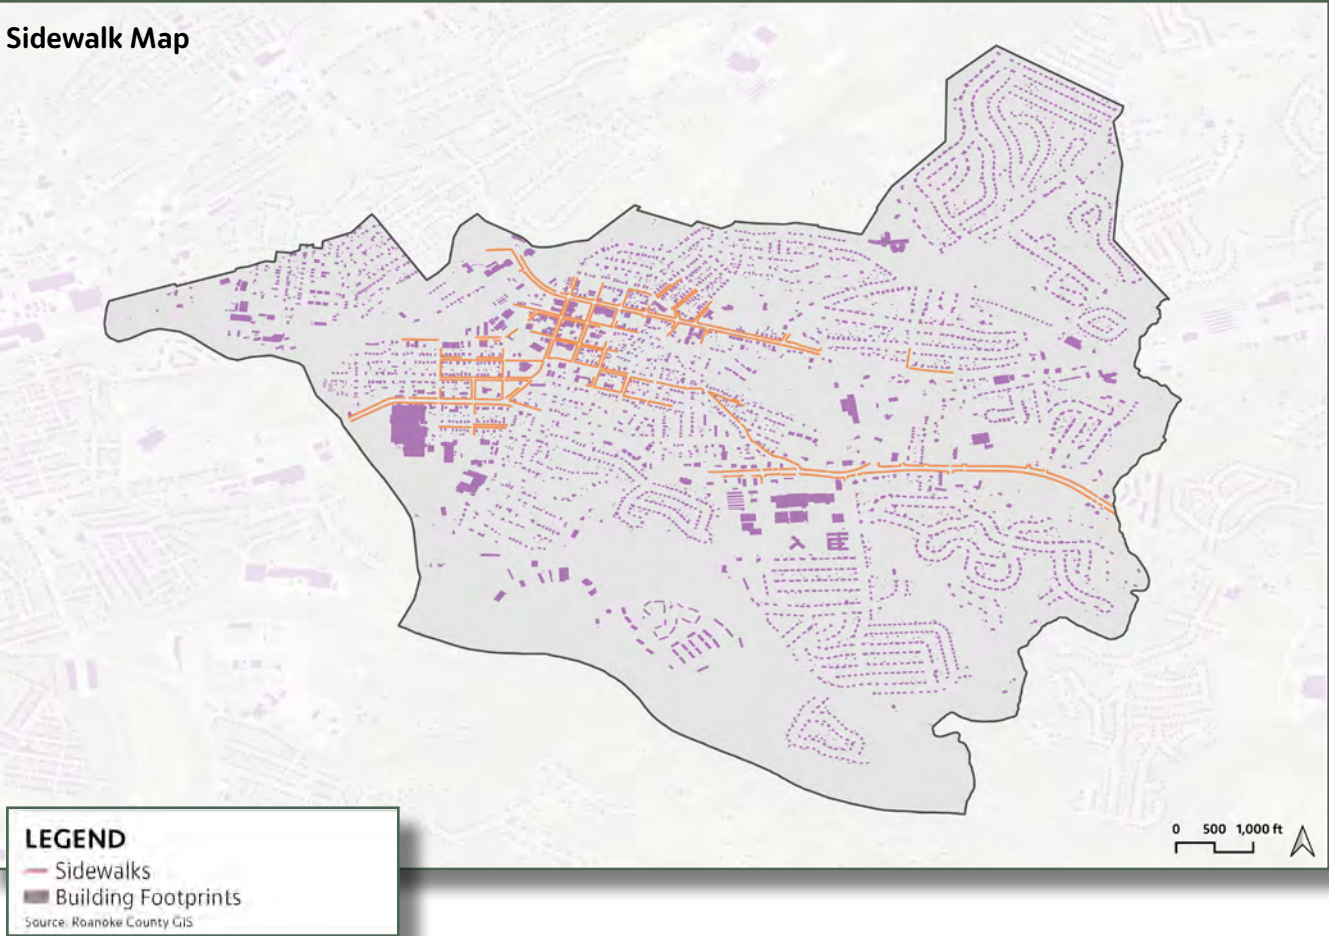 Sidewalk Map
LEGEND
Sidewalks
Building Footprints
Source: Roanoke County GIS
0 500 1,000 ft